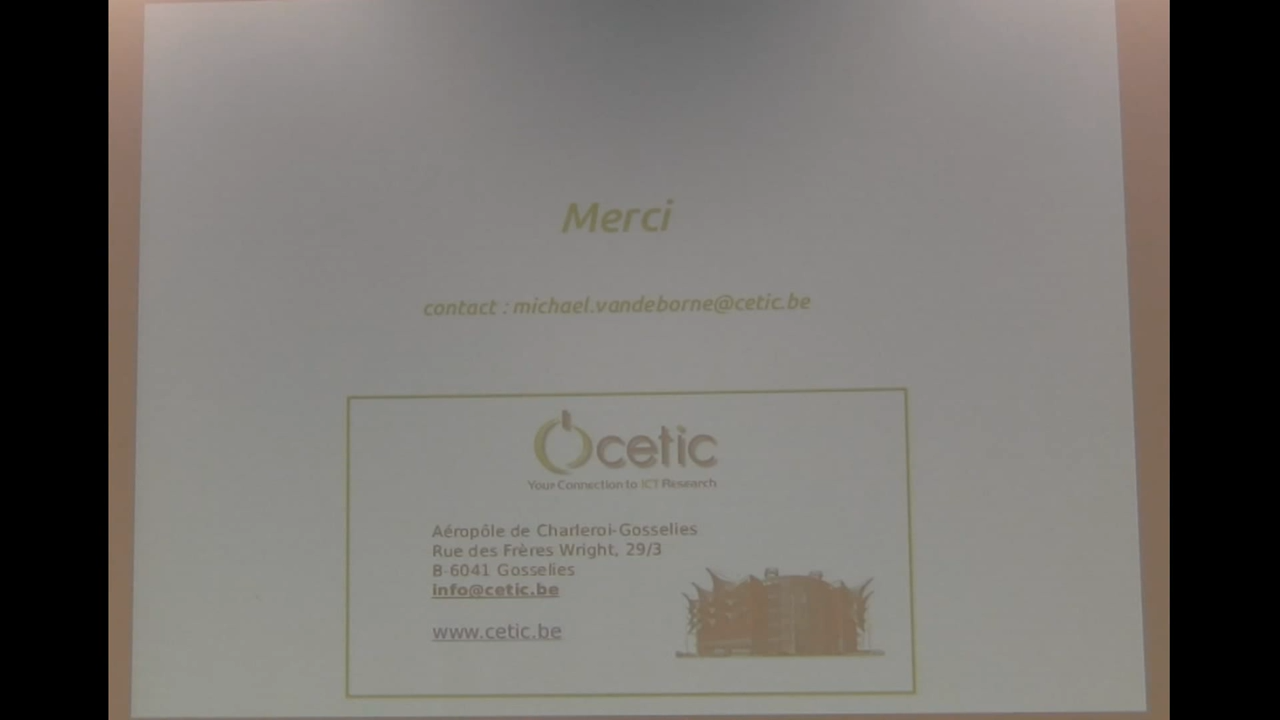 Merci
contact : michael.vandeborne@cetic.be
cetic
Your Connection to ICT Research
Aéropôle de Charleroi-Gosselies
Rue des Frères Wright, 29/3
B-6041 Gosselies
info@cetic.be
www.cetic.be